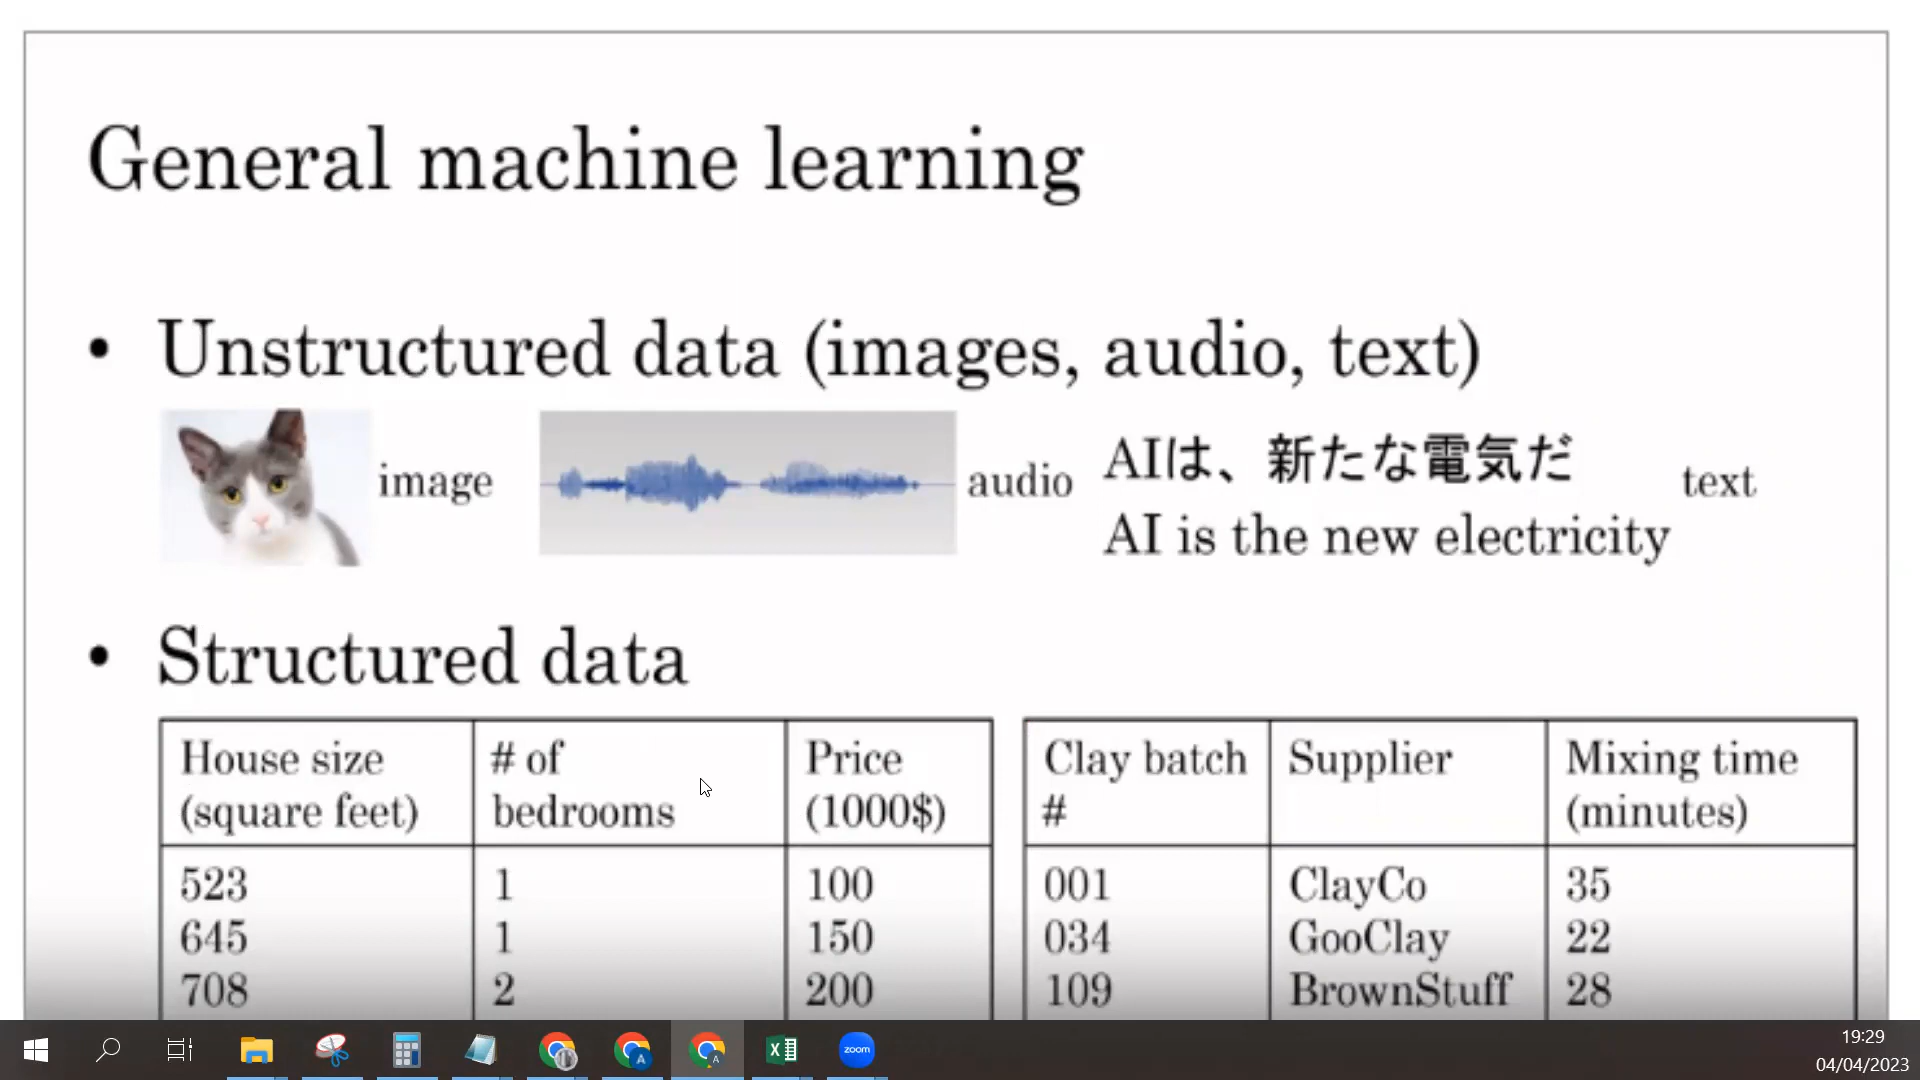 General machine learning
• Unstructured data (images, audio, text)
image
audio
AIは、新たな電気だ
AI is the new electricity
text
• Structured data
House size (square feet) # of bedrooms Price (1000$)
523 1 100
645 1 150
708 2 200
Clay batch # Supplier Mixing time (minutes)
001 ClayCo 35
034 GooClay 22
109 BrownStuff 28
A
A
zoom
19:29
04/04/2023